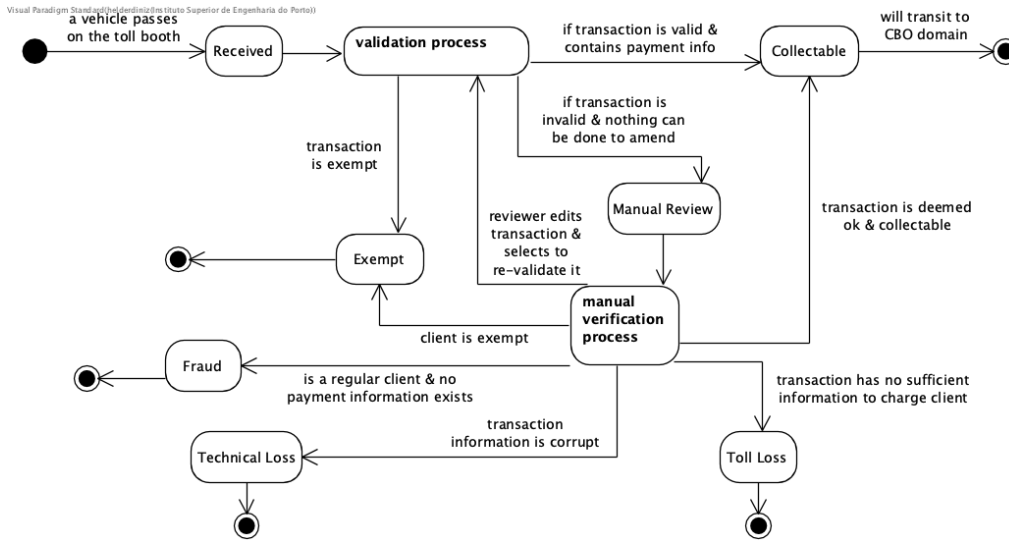 Visual Paradigm Standard(helderdiniz(Instituto Superior de Engenharia do Porto))
a vehicle passes
on the toll booth
Received
validation process
if transaction is valid &
contains payment info
Collectable
will transit to
CBO domain
if transaction is
invalid & nothing can
be done to amend
transaction
is exempt
Manual Review
reviewer edits
transaction &
selects to
re-validate it
transaction is deemed
ok & collectable
Exempt
manual
verification
process
client is exempt
Fraud
is a regular client & no
payment information exists
transaction has no sufficient
information to charge client
transaction
information is corrupt
Technical Loss
Toll Loss